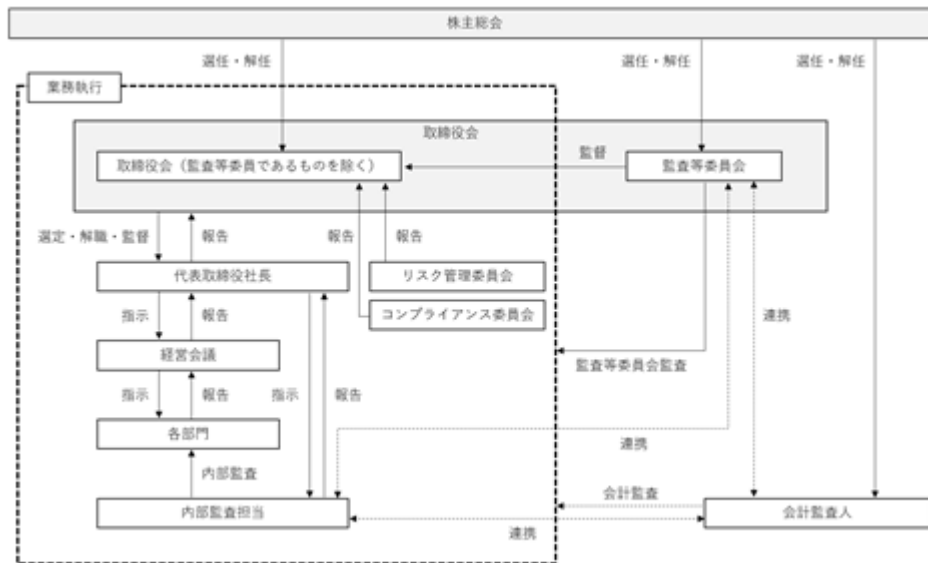 株主総会
選任・解任
選任・解任
選任・解任
業務執行
取締役会
取締役会（監査等委員であるものを除く）
監督
監査等委員会
選定・解職・監督
報告
報告
報告
代表取締役社長
リスク管理委員会
コンプライアンス委員会
指示
報告
連携
経営会議
監査等委員会監査
指示
報告
指示
報告
各部門
連携
内部監査
会計監査
内部監査担当
会計監査人
連携